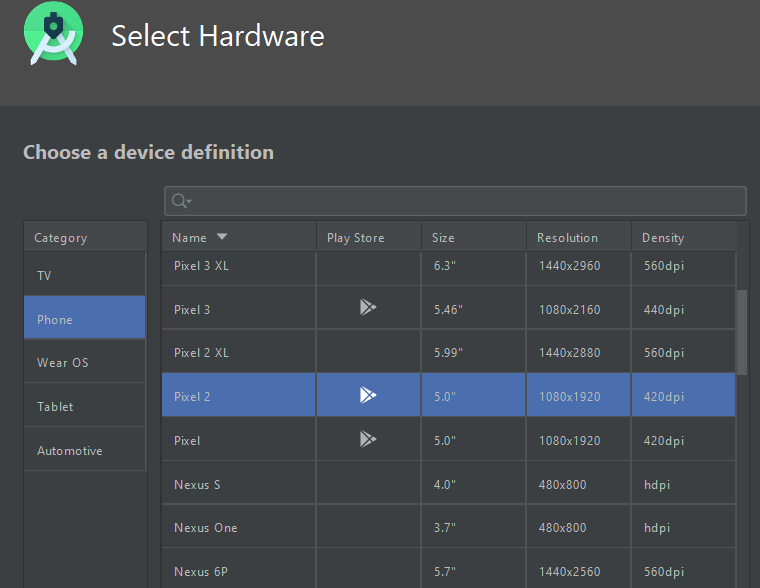 Select Hardware
Choose a device definition
Category
TV
Phone
Wear OS
Tablet
Automotive
Name Play Store Size Resolution Density
Pixel 3 XL 6.3" 1440x2960 560dpi
Pixel 3 5.46" 1080x2160 440dpi
Pixel 2 XL 5.99" 1440x2880 560dpi
Pixel 2 5.0" 1080x1920 420dpi
Pixel 5.0" 1080x1920 420dpi
Nexus S 4.0" 480x800 hdpi
Nexus One 3.7" 480x800 hdpi
Nexus 6P 5.7" 1440x2560 560dpi